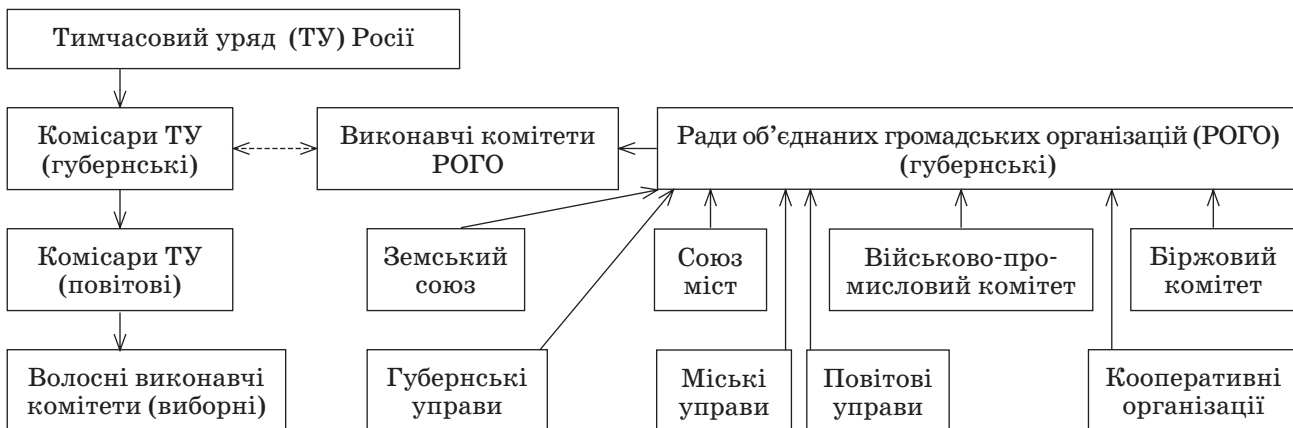 Тимчасовий уряд (ТУ) Росії
Комісари ТУ
(губернські)
Виконавчі комітети
РОГО
Ради об’єднаних громадських організацій (РОГО)
(губернські)
Комісари ТУ
(повітові)
Земський
союз
Союз
міст
Військово-про-
мисловий комітет
Біржовий
комітет
Волосні виконавчі
комітети (виборні)
Губернські
управи
Міські
управи
Повітові
управи
Кооперативні
організації